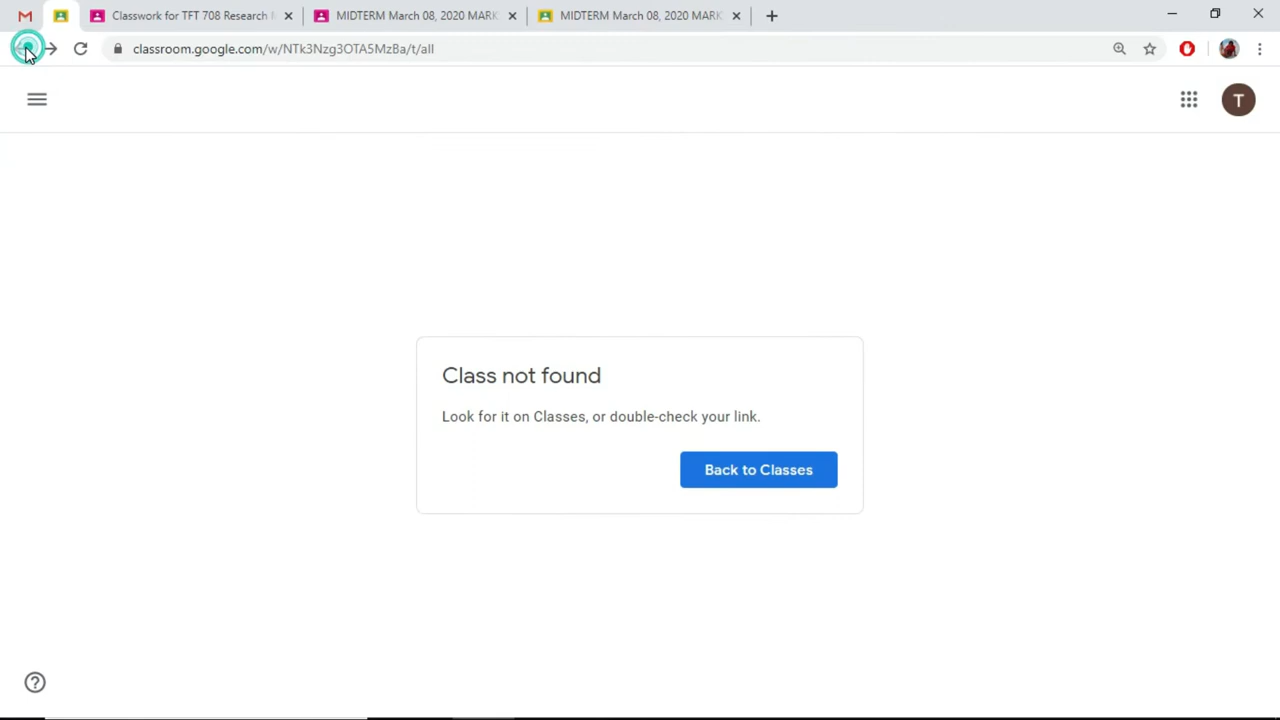 Classwork for TFT 708 Research
MIDTERM March 08, 2020 MARK
MIDTERM March 08, 2020 MARK
classroom.google.com/w/NTk3Nzg3OTA5MzBa/t/all
T
Class not found
Look for it on Classes, or double-check your link.
Back to Classes